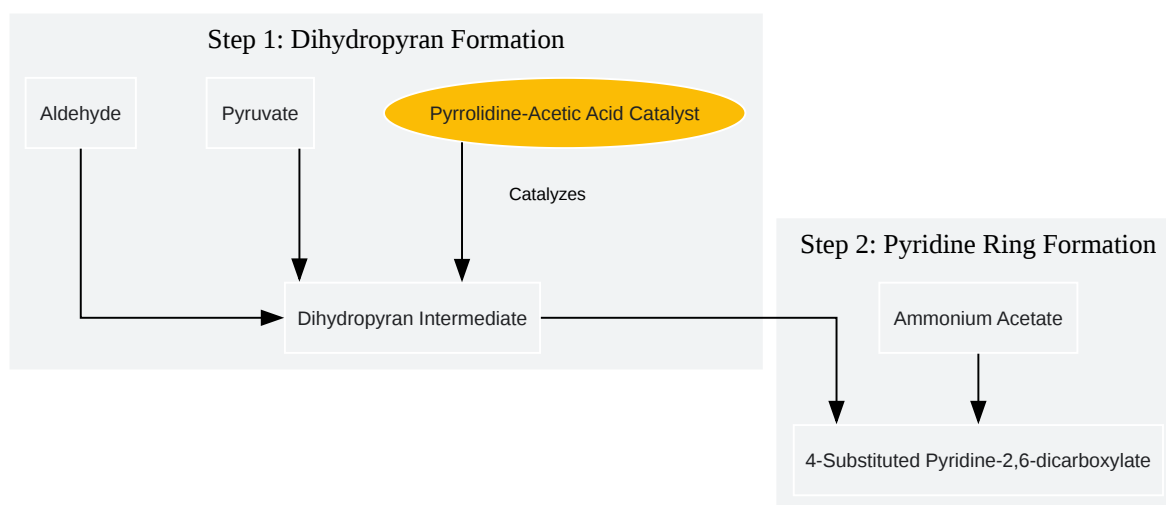 Step 1: Dihydropyran Formation
Aldehyde
Pyruvate
Pyrrolidine-Acetic Acid Catalyst
Catalyzes
Dihydropyran Intermediate
Step 2: Pyridine Ring Formation
Ammonium Acetate
4-Substituted Pyridine-2,6-dicarboxylate